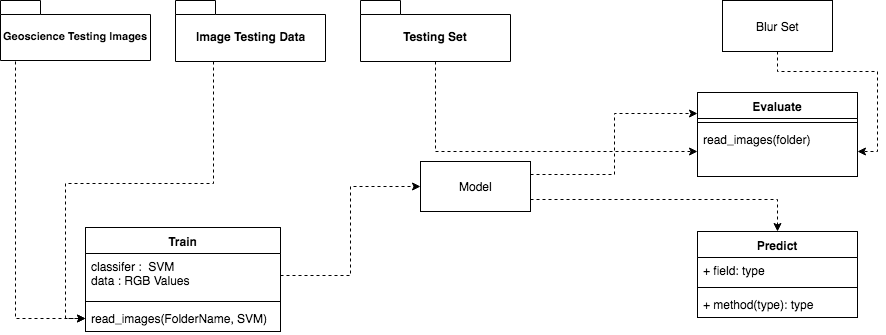 Geoscience Testing Images
Image Testing Data
Testing Set
Blur Set
Evaluate
read_images(folder)
Model
Train
classifer : SVM
data : RGB Values
read_images(FolderName, SVM)
Predict
+ field: type
+ method(type): type